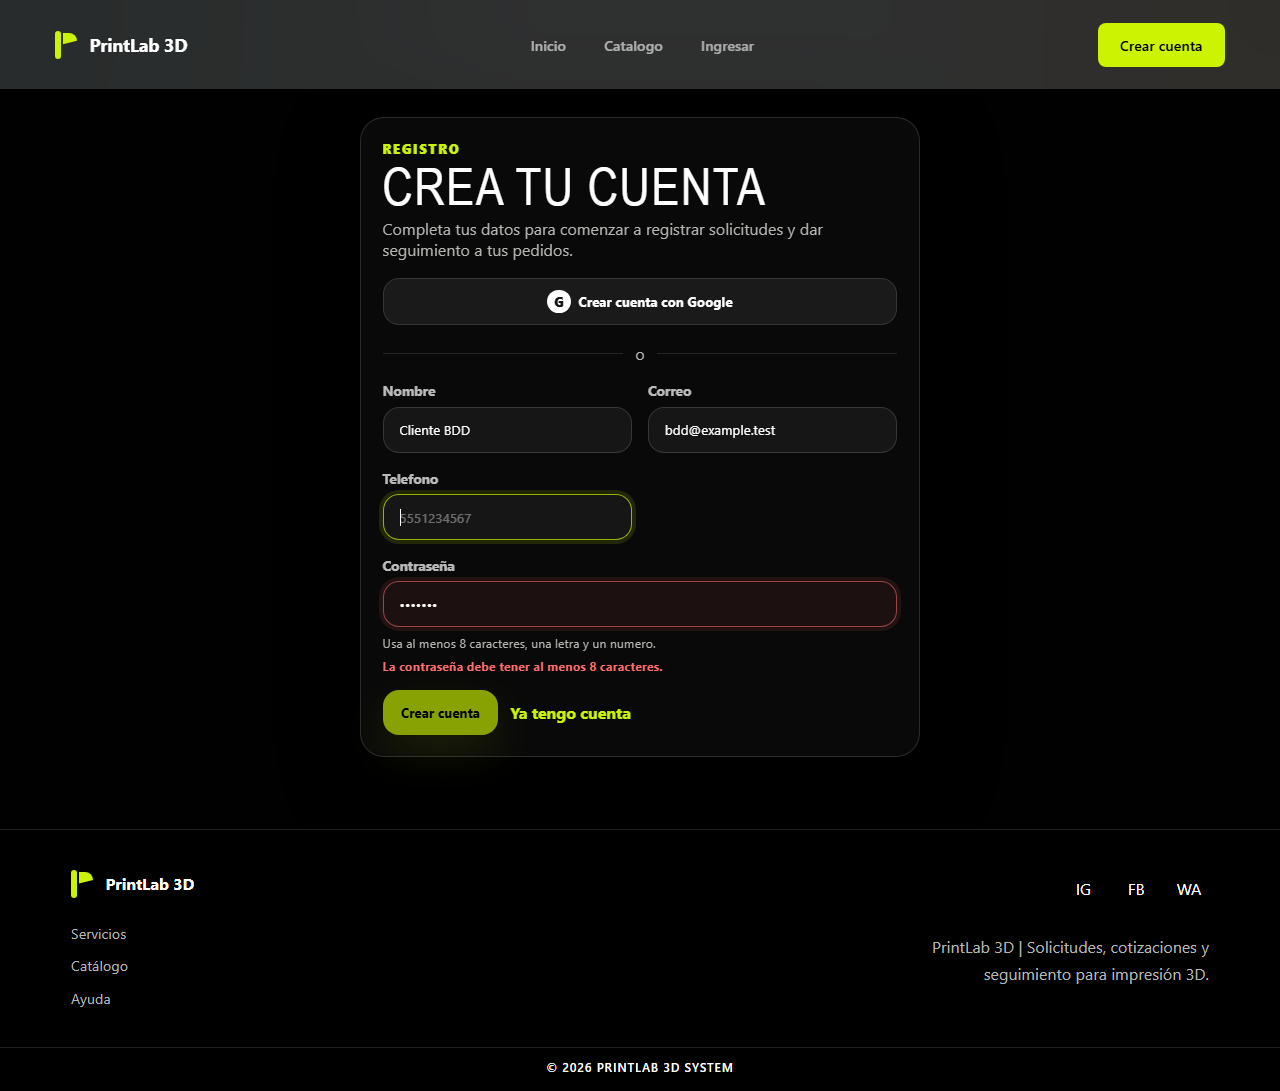 PrintLab 3D
Inicio
Catalogo
Ingresar
Crear cuenta
REGISTRO
CREA TU CUENTA
Completa tus datos para comenzar a registrar solicitudes y dar
seguimiento a tus pedidos.
G Crear cuenta con Google
O
Nombre
Correo
Cliente BDD
bdd@example.test
Telefono
5551234567
Contraseña
•••••••
Usa al menos 8 caracteres, una letra y un numero.
La contraseña debe tener al menos 8 caracteres.
Crear cuenta
Ya tengo cuenta
PrintLab 3D
Servicios
Catálogo
Ayuda
IG
FB
WA
PrintLab 3D | Solicitudes, cotizaciones y
seguimiento para impresión 3D.
© 2026 PRINTLAB 3D SYSTEM